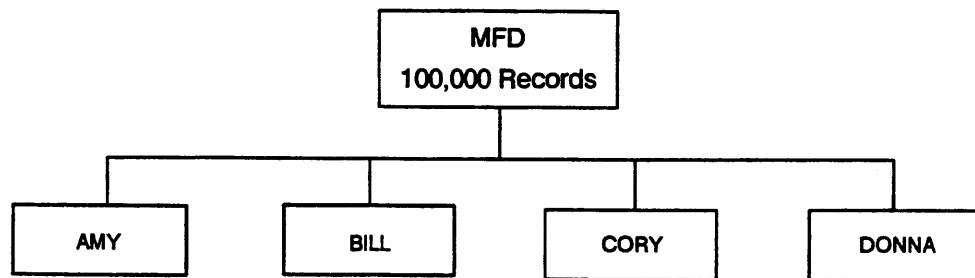 MFD
100,000 Records
AMY
BILL
CORY
DONNA